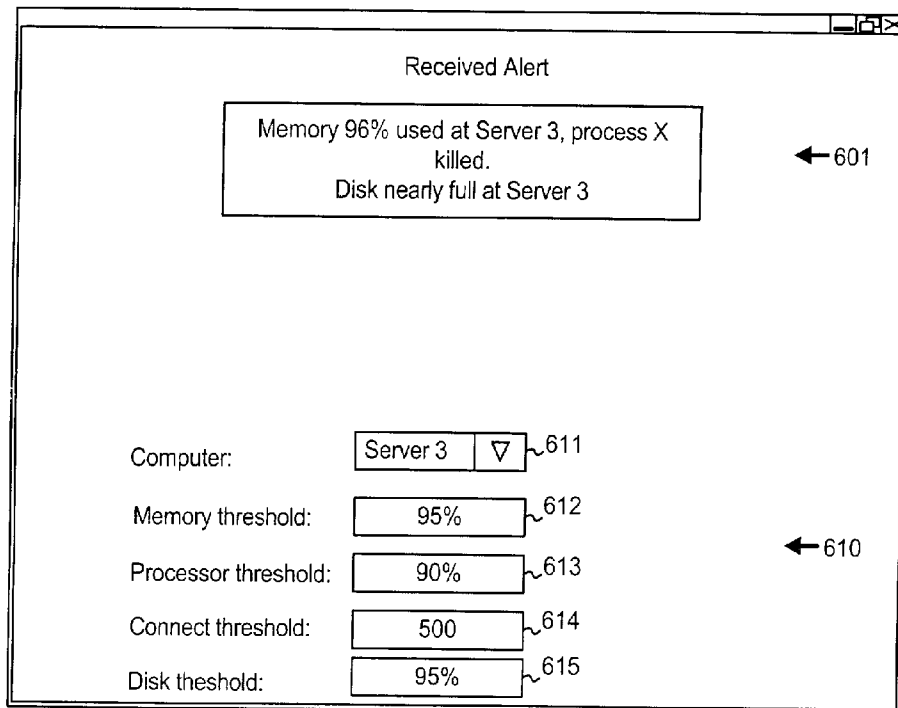 Received Alert
Memory 96% used at Server 3, process X
killed.
Disk nearly full at Server 3
601
Computer: Server 3 611
Memory threshold: 95% 612
610
Processor threshold: 90% 613
Connect threshold: 500 614
Disk theshold: 95% 615